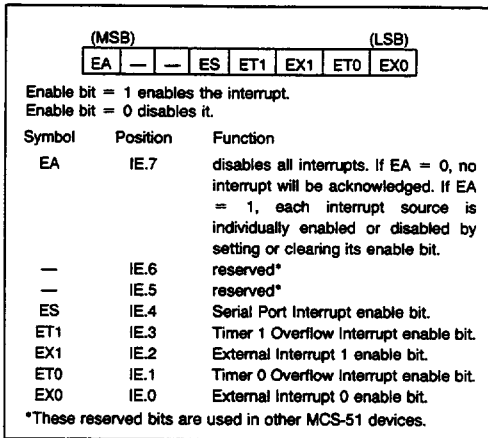 (MSB) (LSB)
EA — — ES ET1 EX1 ET0 EX0
Enable bit = 1 enables the interrupt.
Enable bit = 0 disables it.
Symbol Position Function
EA IE.7 disables all interrupts. If EA = 0, no
interrupt will be acknowledged. If EA
= 1, each interrupt source is
individually enabled or disabled by
setting or clearing its enable bit.
— IE.6 reserved*
— IE.5 reserved*
ES IE.4 Serial Port Interrupt enable bit.
ET1 IE.3 Timer 1 Overflow Interrupt enable bit.
EX1 IE.2 External Interrupt 1 enable bit.
ET0 IE.1 Timer 0 Overflow Interrupt enable bit.
EX0 IE.0 External Interrupt 0 enable bit.
*These reserved bits are used in other MCS-51 devices.